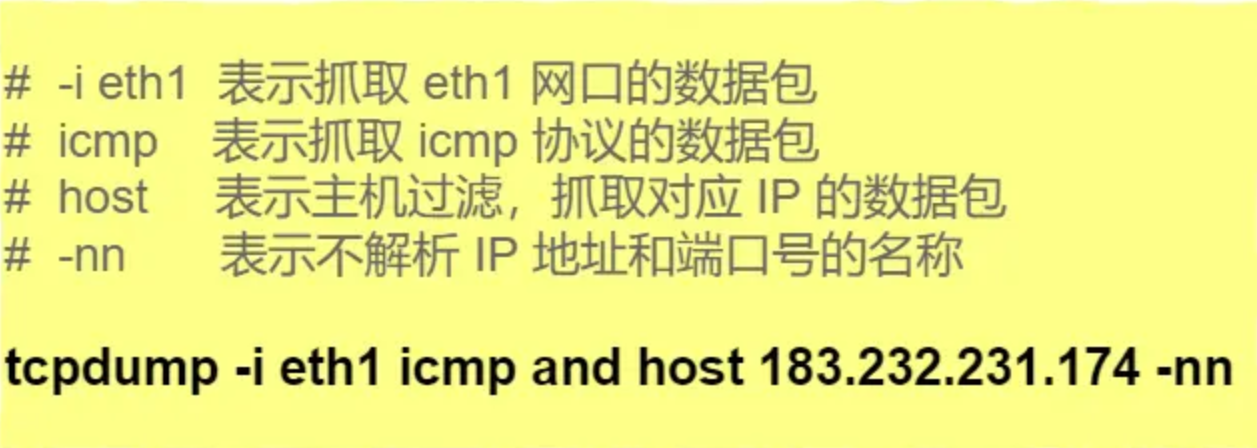 # -i eth1 表示抓取 eth1 网口的数据包
# icmp 表示抓取 icmp 协议的数据包
# host 表示主机过滤，抓取对应 IP 的数据包
# -nn 表示不解析 IP 地址和端口号的名称
tcpdump -i eth1 icmp and host 183.232.231.174 -nn